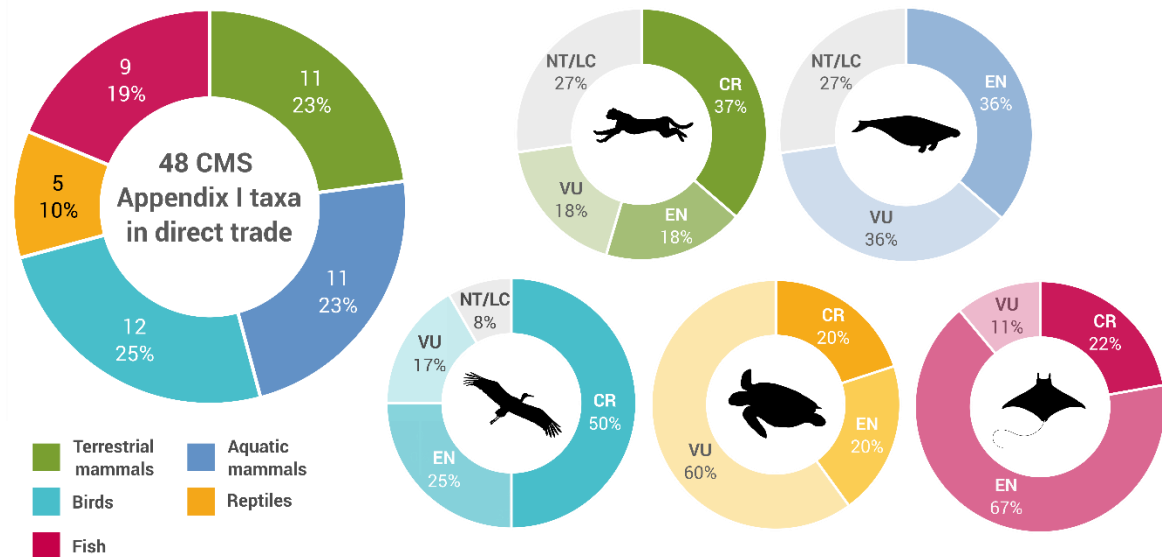 11
23%
11
23%
12
25%
5
10%
9
19%
48 CMS
Appendix I taxa
in direct trade
Terrestrial
mammals
Aquatic
mammals
Birds
Reptiles
Fish
CR
37%
EN
18%
VU
18%
NT/LC
27%
EN
36%
VU
36%
NT/LC
27%
CR
50%
EN
25%
VU
17%
NT/LC
8%
CR
20%
EN
20%
VU
60%
CR
22%
EN
67%
VU
11%